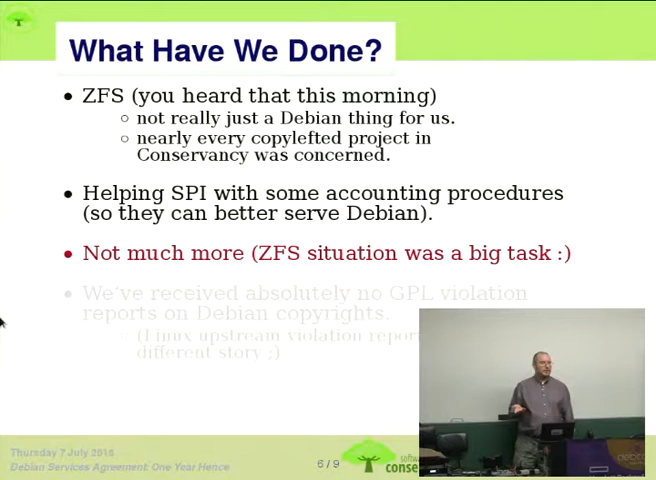 What Have We Done?
• ZFS (you heard that this morning)
○ not really just a Debian thing for us.
○ nearly every copylefted project in
Conservancy was concerned.
• Helping SPI with some accounting procedures
(so they can better serve Debian).
• Not much more (ZFS situation was a big task :)
• We've received absolutely no GPL violation
reports on Debian copyrights.
○ (Linux upstream violation repor
different story ;)
Thursday 7 July 2016
Debian Services Agreement: One Year Hence
6 / 9
softw
conse